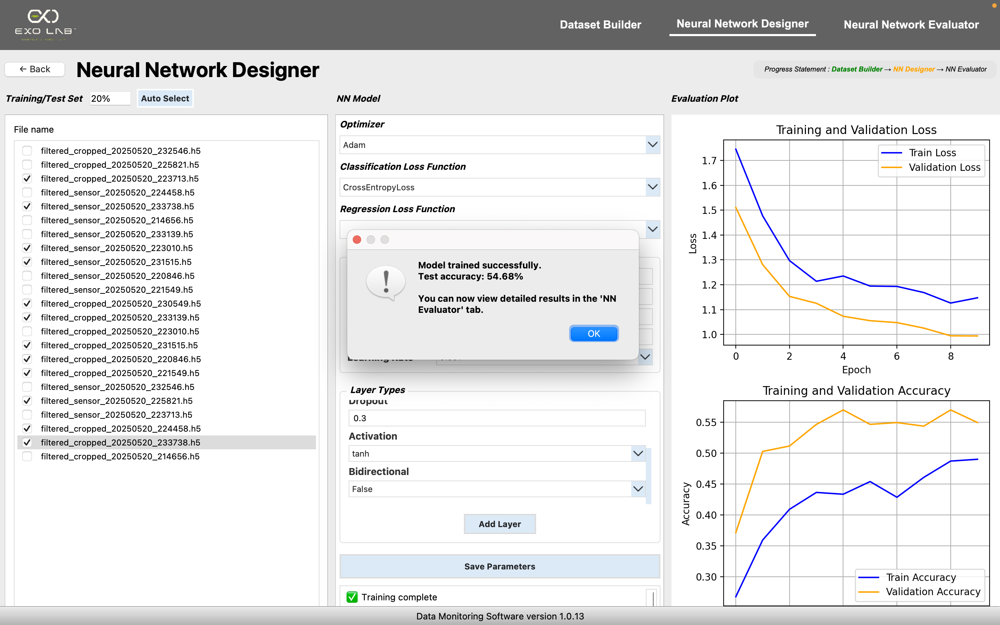 EXO LAB
Dataset Builder
Neural Network Designer
Neural Network Evaluator
← Back
Neural Network Designer
Progress Statement : Dataset Builder → NN Designer → NN Evaluator
Training/Test Set
20%
Auto Select
NN Model
Evaluation Plot
File name
filtered_cropped_20250520_232546.h5
filtered_cropped_20250520_225821.h5
filtered_cropped_20250520_223713.h5
filtered_sensor_20250520_224458.h5
filtered_sensor_20250520_233738.h5
filtered_sensor_20250520_214656.h5
filtered_sensor_20250520_233139.h5
filtered_sensor_20250520_223010.h5
filtered_sensor_20250520_231515.h5
filtered_sensor_20250520_220846.h5
filtered_sensor_20250520_221549.h5
filtered_cropped_20250520_230549.h5
filtered_cropped_20250520_233139.h5
filtered_cropped_20250520_223010.h5
filtered_cropped_20250520_231515.h5
filtered_cropped_20250520_220846.h5
filtered_cropped_20250520_221549.h5
filtered_sensor_20250520_232546.h5
filtered_sensor_20250520_225821.h5
filtered_sensor_20250520_223713.h5
filtered_cropped_20250520_224458.h5
filtered_cropped_20250520_233738.h5
filtered_cropped_20250520_214656.h5
Optimizer
Adam
Classification Loss Function
CrossEntropyLoss
Regression Loss Function
Model trained successfully.
Test accuracy: 54.68%
You can now view detailed results in the 'NN
Evaluator' tab.
OK
Learning Rate
Layer Types
Dropout
0.3
Activation
tanh
Bidirectional
False
Add Layer
Save Parameters
Training complete
Training and Validation Loss
Train Loss
Validation Loss
1.7
1.6
1.5
1.4
1.3
1.2
1.1
1.0
Loss
0 2 4 6 8
Epoch
Training and Validation Accuracy
0.55
0.50
0.45
0.40
0.35
0.30
Accuracy
Train Accuracy
Validation Accuracy
Data Monitoring Software version 1.0.13